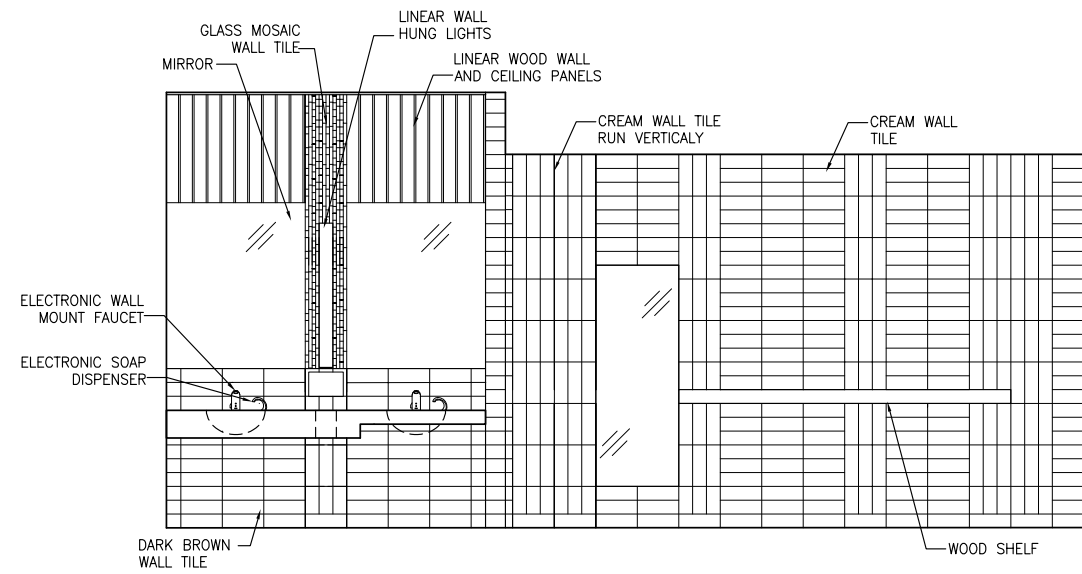 LINEAR WALL
HUNG LIGHTS
GLASS MOSAIC
WALL TILE
MIRROR
LINEAR WOOD WALL
AND CEILING PANELS
CREAM WALL TILE
RUN VERTICALY
CREAM WALL
TILE
ELECTRONIC WALL
MOUNT FAUCET
ELECTRONIC SOAP
DISPENSER
DARK BROWN
WALL TILE
WOOD SHELF